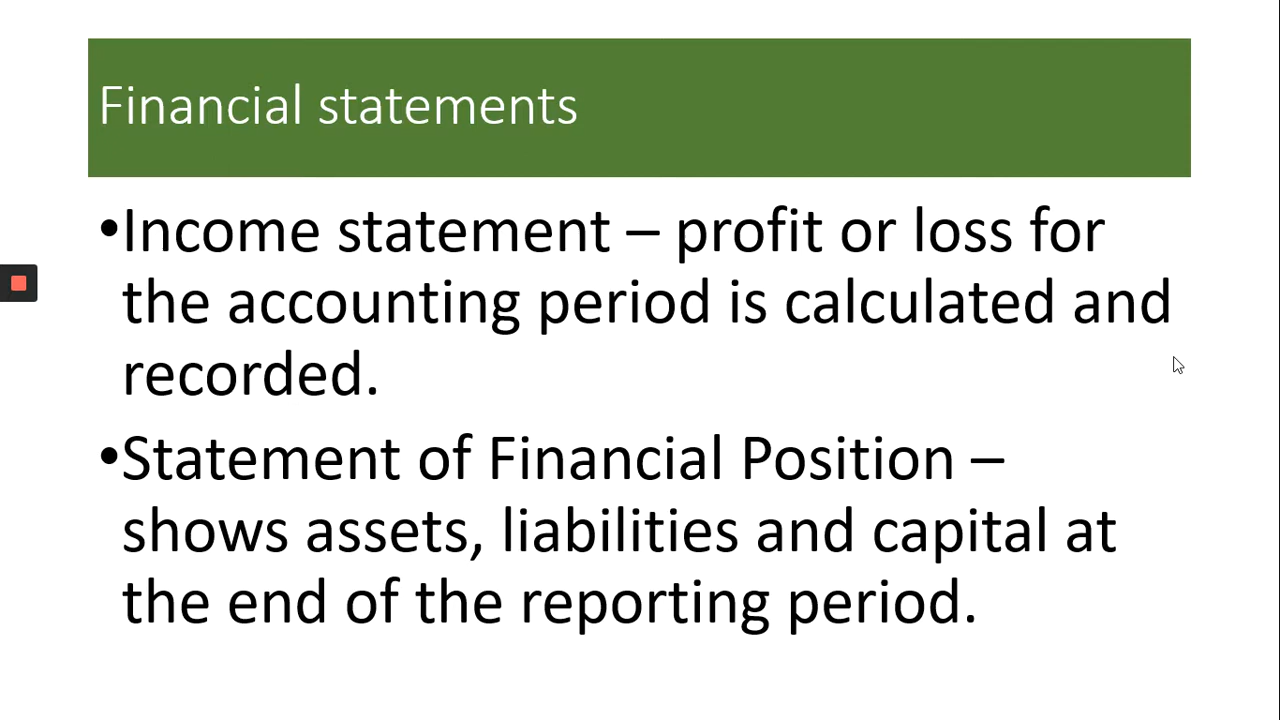 Financial statements
•Income statement – profit or loss for
the accounting period is calculated and
recorded.
•Statement of Financial Position –
shows assets, liabilities and capital at
the end of the reporting period.